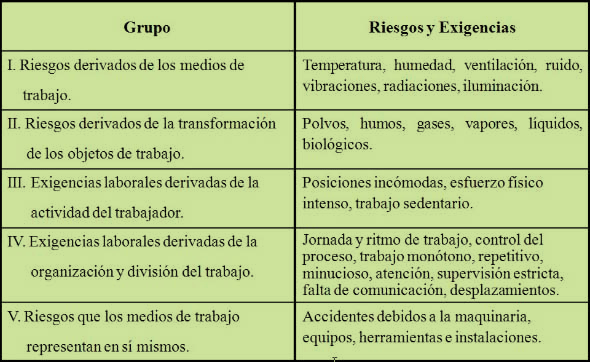 Grupo
Riesgos y Exigencias
I. Riesgos derivados de los medios de
trabajo.
Temperatura, humedad, ventilación, ruido,
vibraciones, radiaciones, iluminación.
II. Riesgos derivados de la transformación
de los objetos de trabajo.
Polvos, humos, gases, vapores, líquidos,
biológicos.
III. Exigencias laborales derivadas de la
actividad del trabajador.
Posiciones incómodas, esfuerzo físico
intenso, trabajo sedentario.
IV. Exigencias laborales derivadas de la
organización y división del trabajo.
Jornada y ritmo de trabajo, control del
proceso, trabajo monótono, repetitivo,
minucioso, atención, supervisión estricta,
falta de comunicación, desplazamientos.
V. Riesgos que los medios de trabajo
representan en sí mismos.
Accidentes debidos a la maquinaria,
equipos, herramientas e instalaciones.